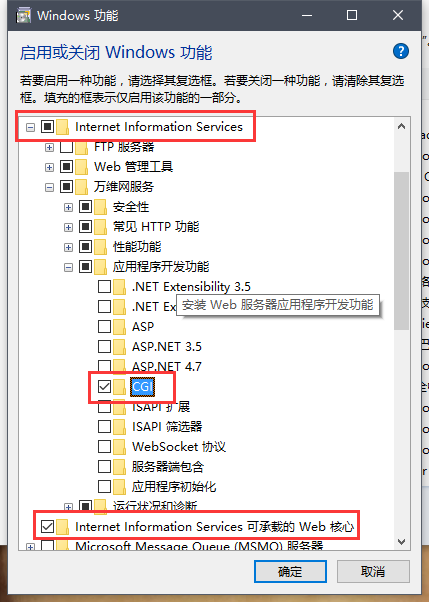 Windows 功能
启用或关闭 Windows 功能
若要启用一种功能，请选择其复选框。若要关闭一种功能，请清除其复选
框。填充的框表示仅启用该功能的一部分。
Internet Information Services
FTP 服务器
Web 管理工具
万维网服务
安全性
常见 HTTP 功能
性能功能
应用程序开发功能
.NET Extensibility 3.5
.NET
安装 Web 服务器应用程序开发功能
ASP
ASP.NET 3.5
ASP.NET 4.7
CGI
ISAPI 扩展
ISAPI 筛选器
WebSocket 协议
服务器端包含
应用程序初始化
运行状况和诊断
Internet Information Services 可承载的 Web 核心
Microsoft Message Queue (MSMQ) 服务器
确定
取消